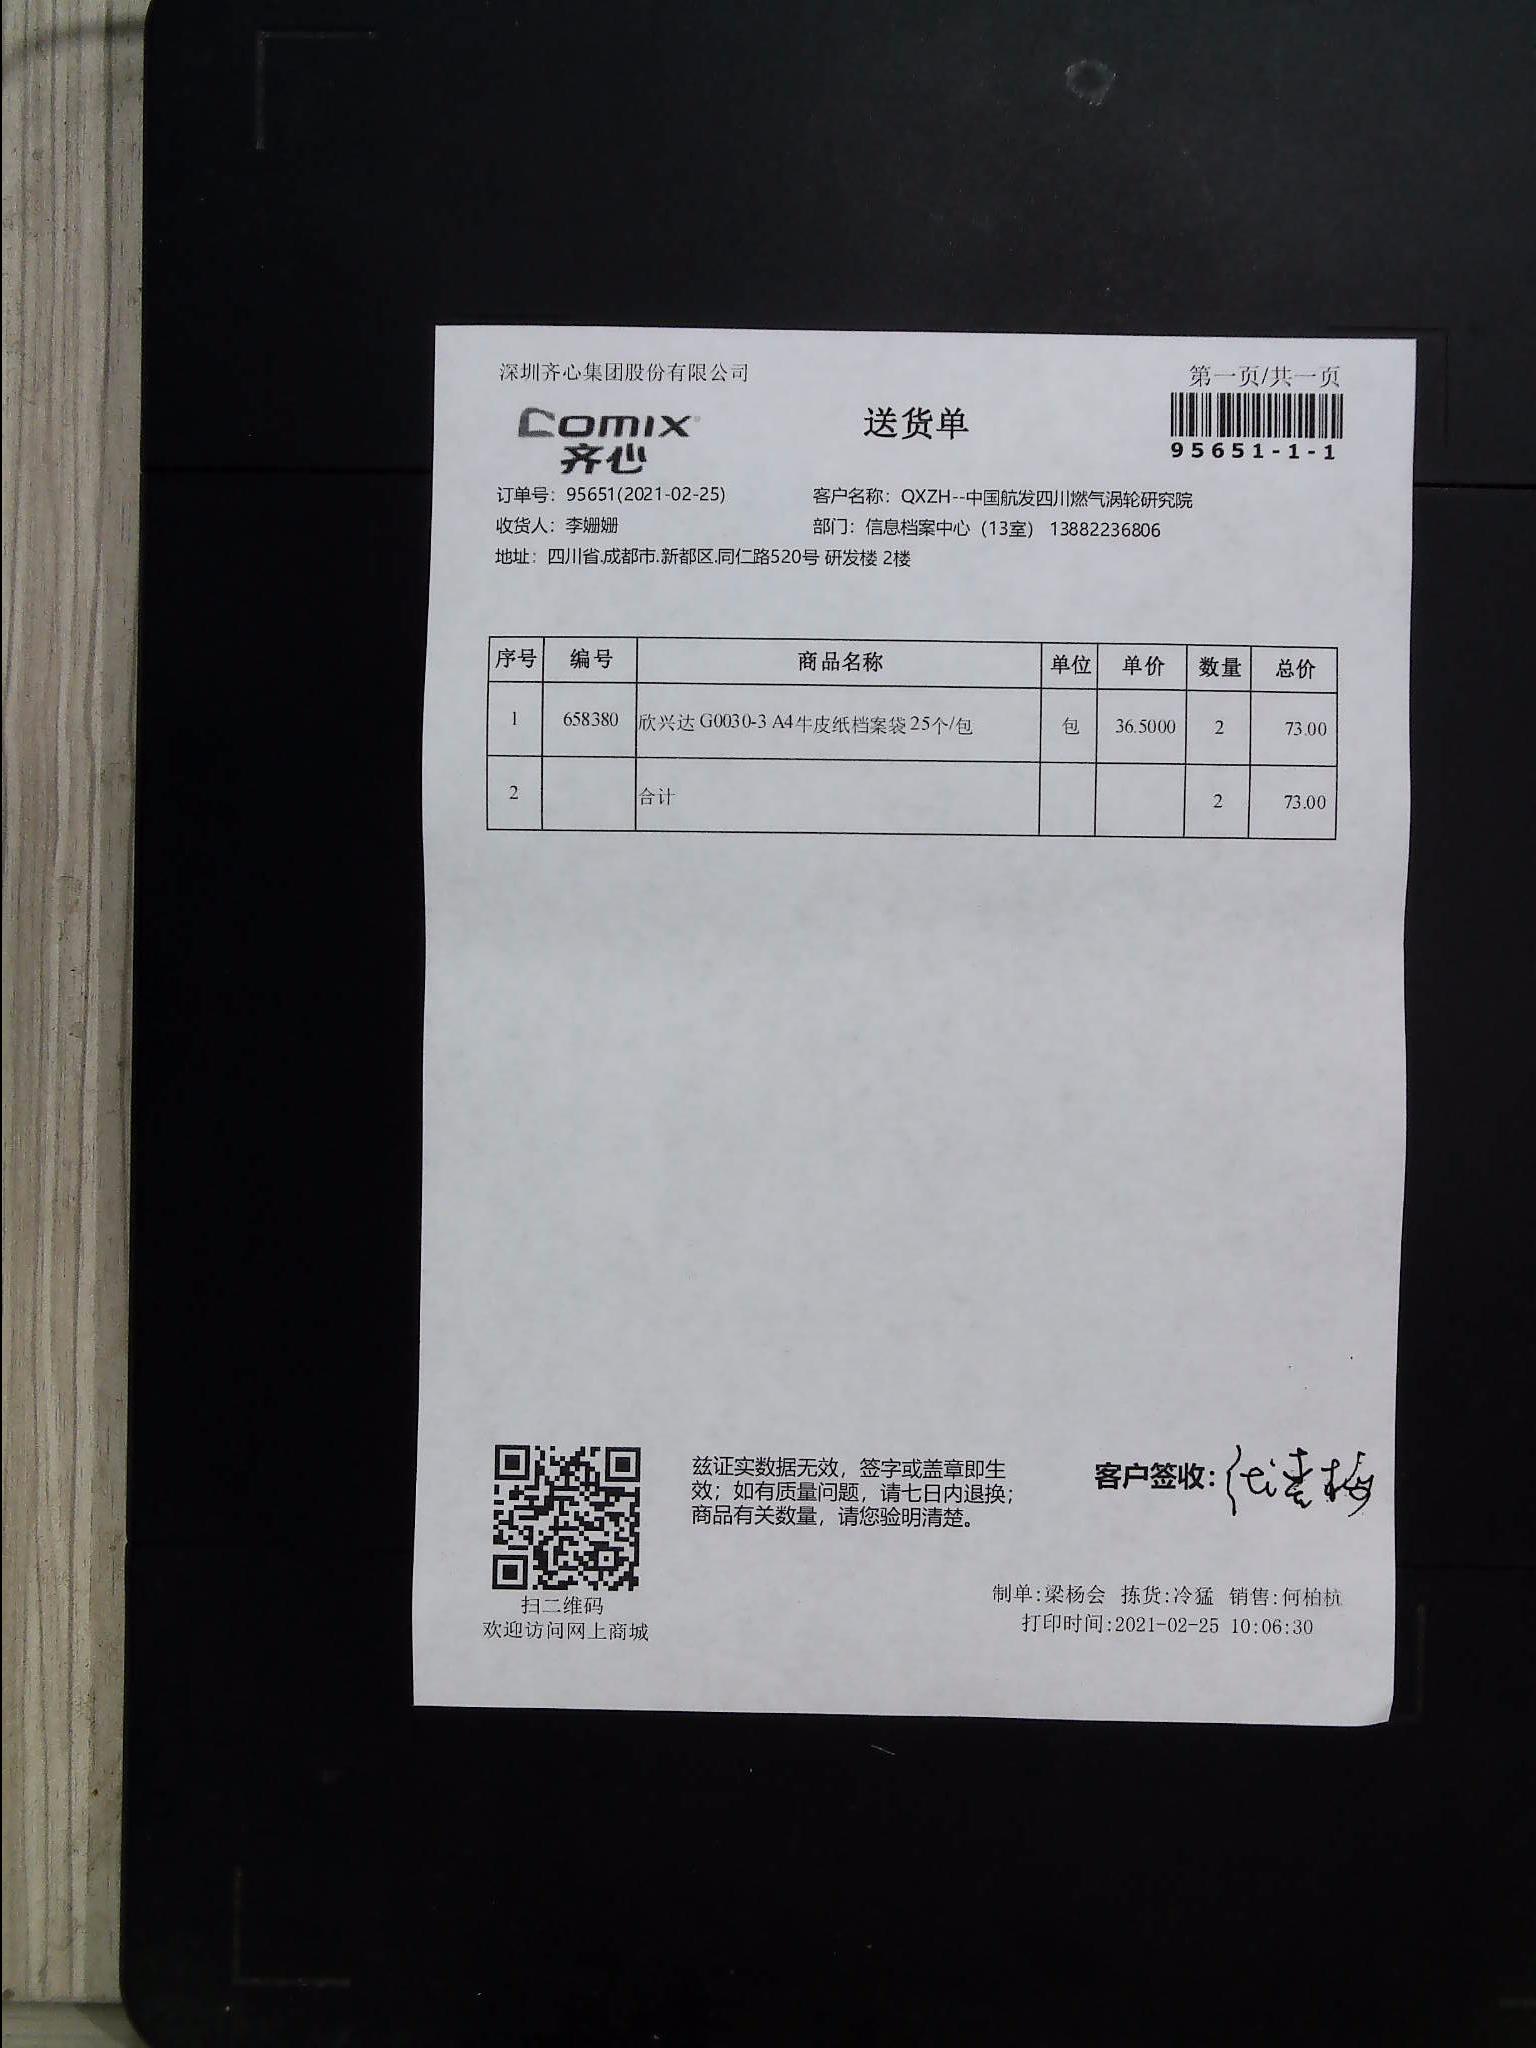 深圳齐心集团股份有限公司
第一页/共一页
comix
齐心
送货单
95651-1-1
订单号：95651(2021-02-25)
客户名称：QXZH--中国航发四川燃气涡轮研究院
收货人：李姗姗
部门：信息档案中心（13室） 13882236806
地址：四川省.成都市.新都区.同仁路520号 研发楼 2楼
序号 编号 商品名称 单位 单价 数量 总价
1 658380 欣兴达 G0030-3 A4牛皮纸档案袋 25个/包 包 36.5000 2 73.00
2 合计 2 73.00
兹证实数据无效，签字或盖章即生
效；如有质量问题，请七日内退换；
商品有关数量，请您验明清楚。
客户签收：
扫二维码
欢迎访问网上商城
制单:梁杨会 拣货:冷猛 销售:何柏杭
打印时间:2021-02-25 10:06:30